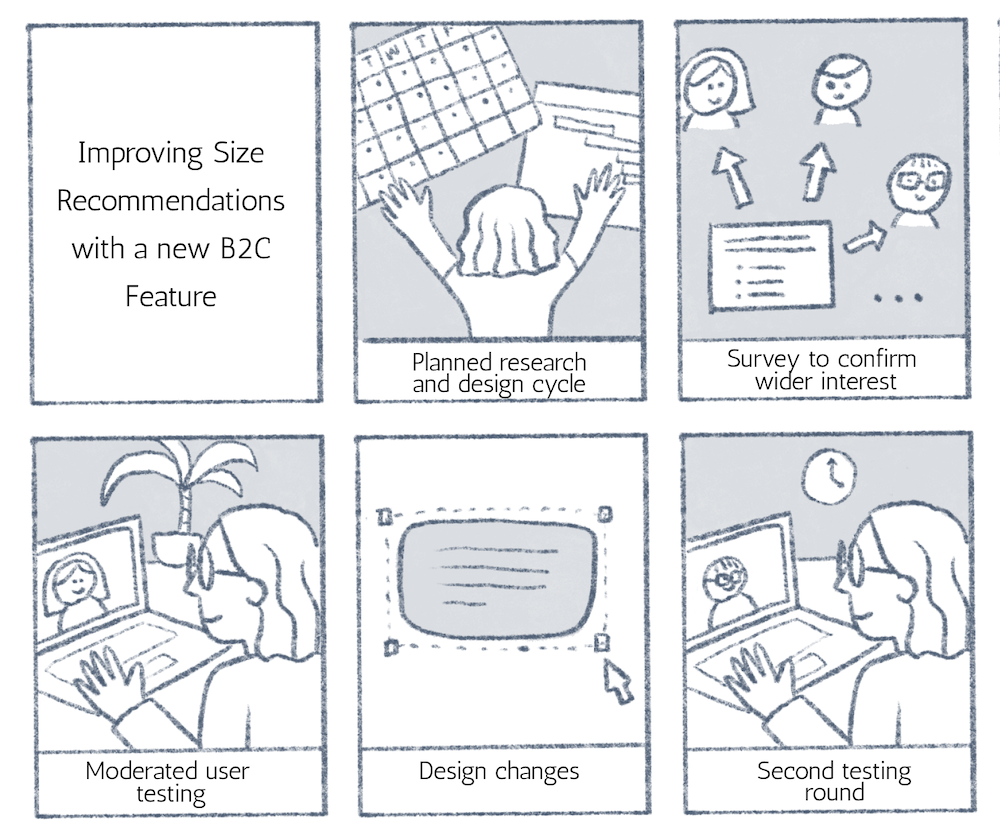 Improving Size
Recommendations
with a new B2C
Feature
T W T F
Planned research
and design cycle
Survey to confirm
wider interest
Moderated user
testing
Design changes
Second testing
round